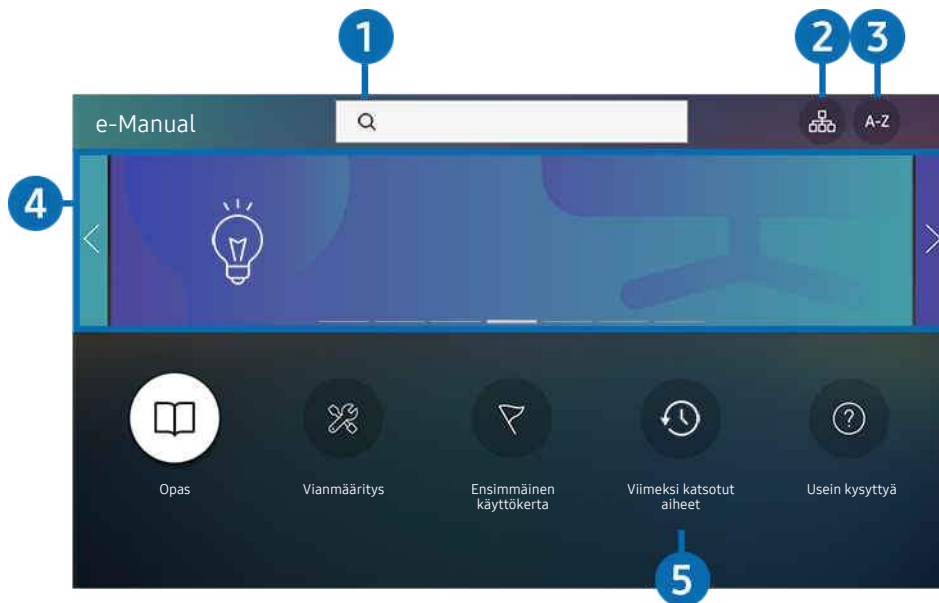 1
2
3
e-Manual
A-Z
4
Opas
Vianmääritys
Ensimmäinen
käyttökerta
Viimeksi katsotut
aiheet
Usein kysyttyä
5